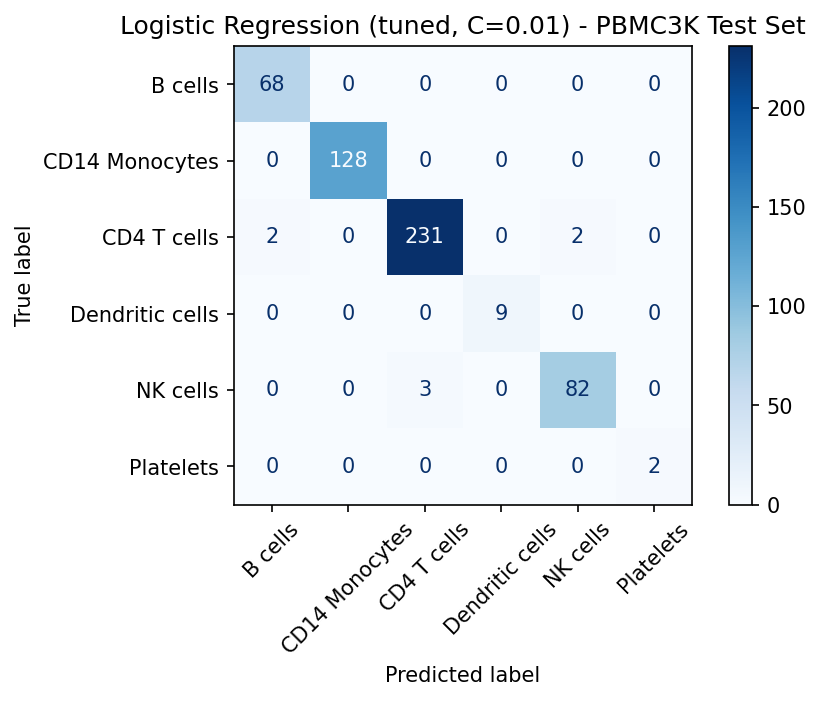 Logistic Regression (tuned, C=0.01) - PBMC3K Test Set
B cells 68 0 0 0 0 0
CD14 Monocytes 0 128 0 0 0 0
CD4 T cells 2 0 231 0 2 0
Dendritic cells 0 0 0 9 0 0
NK cells 0 0 3 0 82 0
Platelets 0 0 0 0 0 2
True label
B cells CD14 Monocytes CD4 T cells Dendritic cells NK cells Platelets
Predicted label
200
150
100
50
0